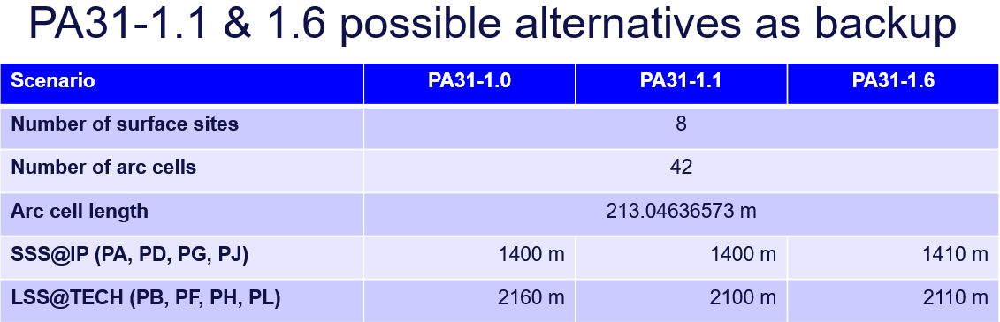 PA31-1.1 & 1.6 possible alternatives as backup
Scenario PA31-1.0 PA31-1.1 PA31-1.6
Number of surface sites 8
Number of arc cells 42
Arc cell length 213.04636573 m
SSS@IP (PA, PD, PG, PJ) 1400 m 1400 m 1410 m
LSS@TECH (PB, PF, PH, PL) 2160 m 2100 m 2110 m